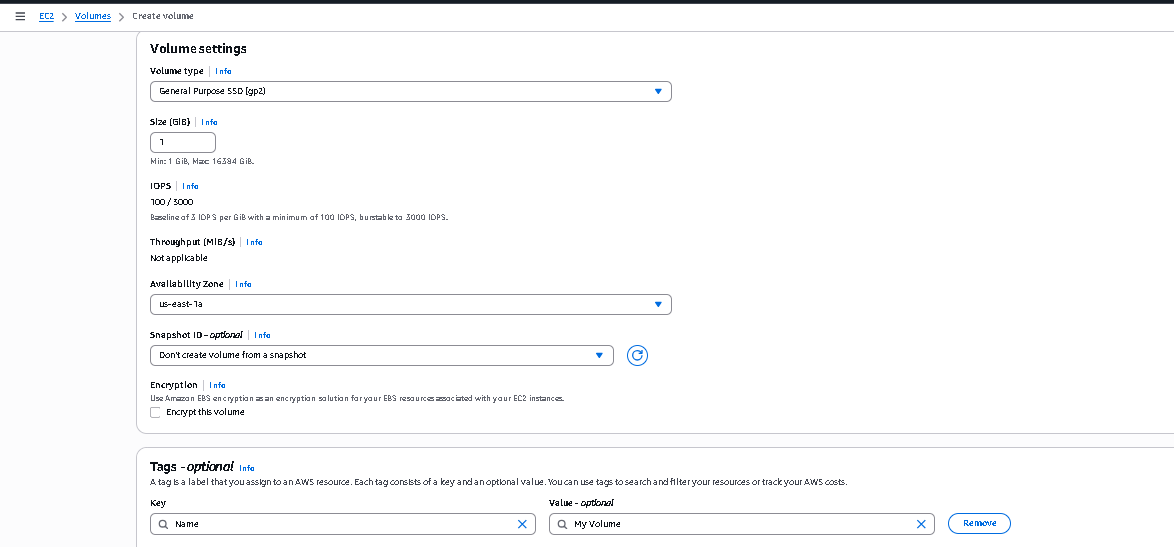 EC2 > Volumes > Create volume
Volume settings
Volume type | Info
General Purpose SSD (gp2)
Size (GiB) | Info
1
Min: 1 GiB, Max: 16384 GiB.
IOPS | Info
100 / 3000
Baseline of 3 IOPS per GiB with a minimum of 100 IOPS, burstable to 3000 IOPS.
Throughput (MiB/s) | Info
Not applicable
Availability Zone | Info
us-east-1a
Snapshot ID - optional | Info
Don't create volume from a snapshot
Encryption | Info
Use Amazon EBS encryption as an encryption solution for your EBS resources associated with your EC2 instances.
Encrypt this volume
Tags - optional Info
A tag is a label that you assign to an AWS resource. Each tag consists of a key and an optional value. You can use tags to search and filter your resources or track your AWS costs.
Key Value - optional
Name My Volume Remove